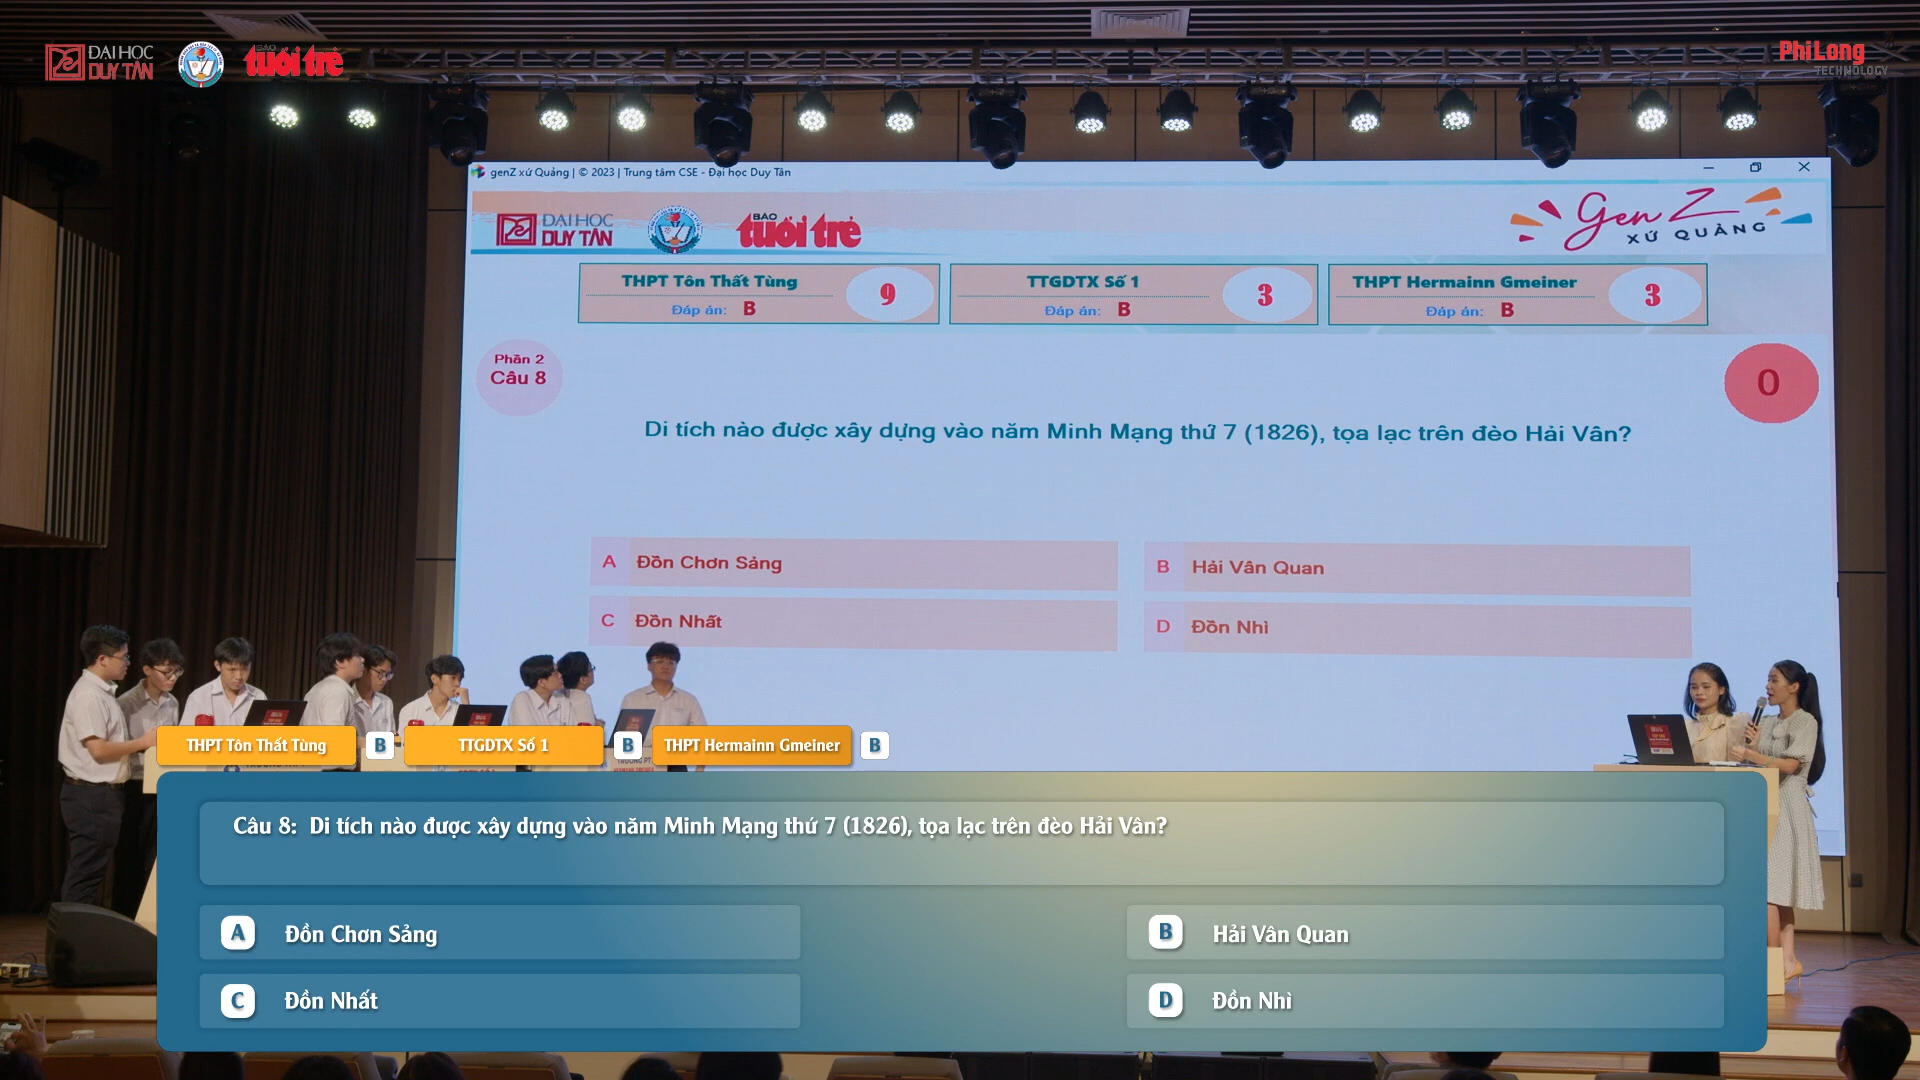 ĐẠI HỌC
DUY TÂN
BÁO
tuổi trẻ
PhiLong
TECHNOLOGY
genZ xứ Quảng | © 2023 | Trung tâm CSE - Đại học Duy Tân
ĐẠI HỌC
DUY TÂN
BÁO
tuổi trẻ
Gen Z
XỨ QUẢNG
THPT Tôn Thất Tùng
Đáp án: B
9
TTGDTX Số 1
Đáp án: B
3
THPT Hermainn Gmeiner
Đáp án: B
3
Phần 2
Câu 8
0
Di tích nào được xây dựng vào năm Minh Mạng thứ 7 (1826), tọa lạc trên đèo Hải Vân?
A Đồn Chơn Sảng
B Hải Vân Quan
C Đồn Nhất
D Đồn Nhì
THPT Tôn Thất Tùng B
TTGDTX Số 1 B
THPT Hermainn Gmeiner B
Câu 8: Di tích nào được xây dựng vào năm Minh Mạng thứ 7 (1826), tọa lạc trên đèo Hải Vân?
A Đồn Chơn Sảng
B Hải Vân Quan
C Đồn Nhất
D Đồn Nhì